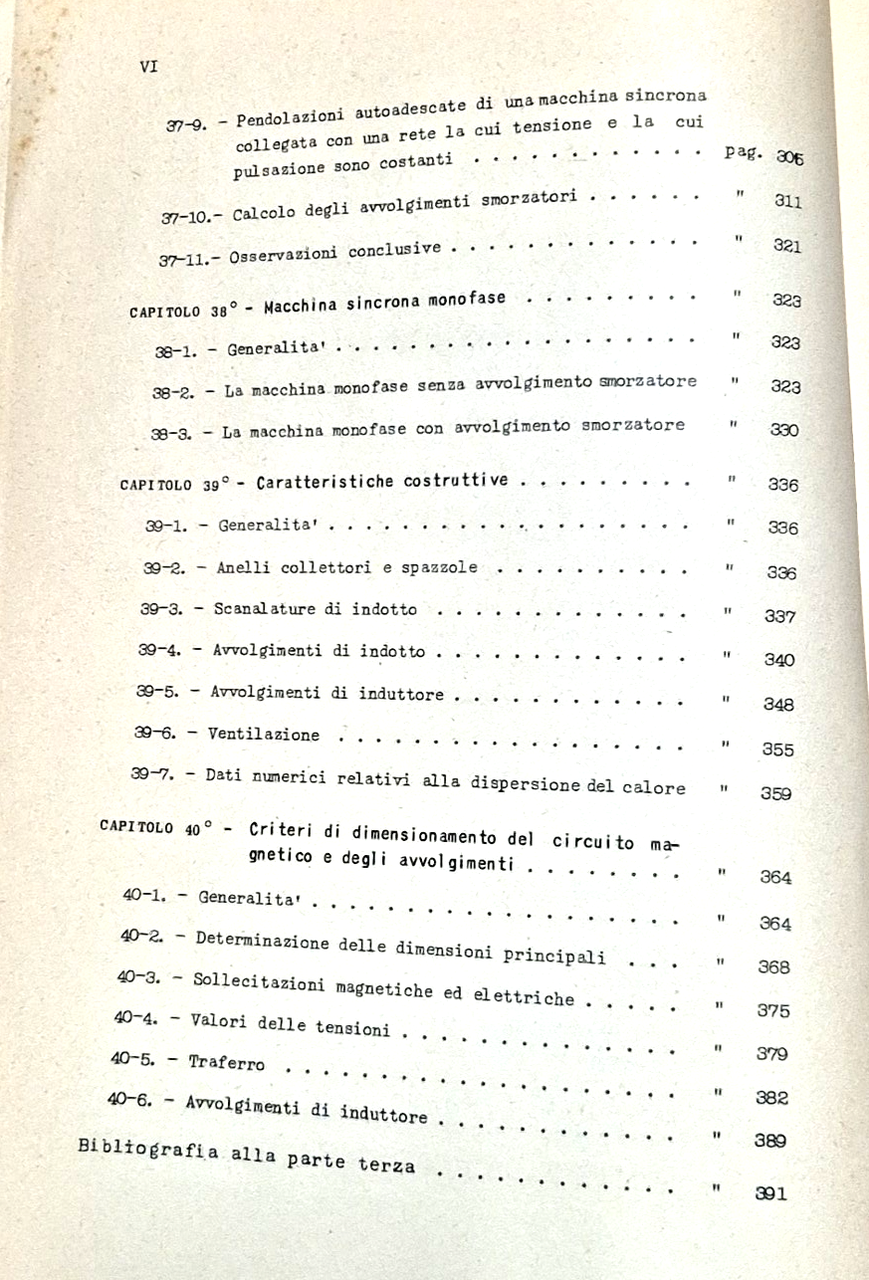 VI
37-9. - Pendolazioni autoadescate di una macchina sincrona
collegata con una rete la cui tensione e la cui
pulsazione sono costanti . . . . . . . . . . . . pag. 306
37-10.- Calcolo degli avvolgimenti smorzatori . . . . . . " 311
37-11.- Osservazioni conclusive . . . . . . . . . . . . . " 321
CAPITOLO 38° - Macchina sincrona monofase . . . . . . . . . " 323
38-1. - Generalita' . . . . . . . . . . . . . . . . . . " 323
38-2. - La macchina monofase senza avvolgimento smorzatore " 323
38-3. - La macchina monofase con avvolgimento smorzatore " 330
CAPITOLO 39° - Caratteristiche costruttive . . . . . . . . . " 336
39-1. - Generalita' . . . . . . . . . . . . . . . . . . " 336
39-2. - Anelli collettori e spazzole . . . . . . . . . . " 336
39-3. - Scanalature di indotto . . . . . . . . . . . . . " 337
39-4. - Avvolgimenti di indotto . . . . . . . . . . . . . " 340
39-5. - Avvolgimenti di induttore . . . . . . . . . . . . " 348
39-6. - Ventilazione . . . . . . . . . . . . . . . . . . " 355
39-7. - Dati numerici relativi alla dispersione del calore " 359
CAPITOLO 40° - Criteri di dimensionamento del circuito ma-
gnetico e degli avvolgimenti . . . . . . . . " 364
40-1. - Generalita' . . . . . . . . . . . . . . . . . . . " 364
40-2. - Determinazione delle dimensioni principali . . . " 368
40-3. - Sollecitazioni magnetiche ed elettriche . . . . . " 375
40-4. - Valori delle tensioni . . . . . . . . . . . . . . " 379
40-5. - Traferro . . . . . . . . . . . . . . . . . . . . " 382
40-6. - Avvolgimenti di induttore . . . . . . . . . . . . " 389
Bibliografia alla parte terza . . . . . . . . . . . . . . " 391